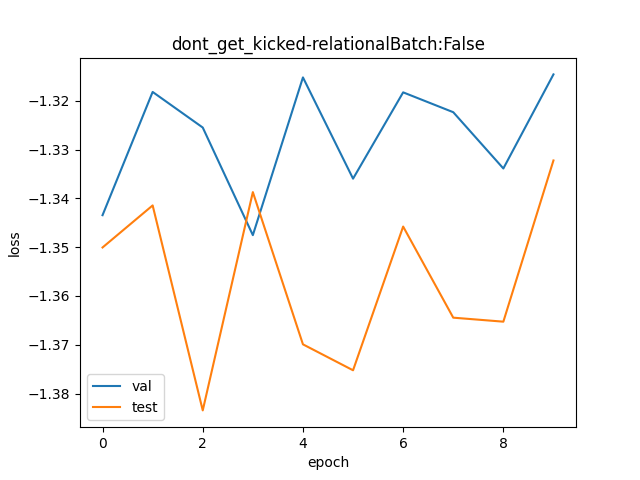 dont_get_kicked-relationalBatch:False
−1.32
−1.33
−1.34
−1.35
−1.36
−1.37
−1.38
loss
val
test
0
2
4
6
8
epoch